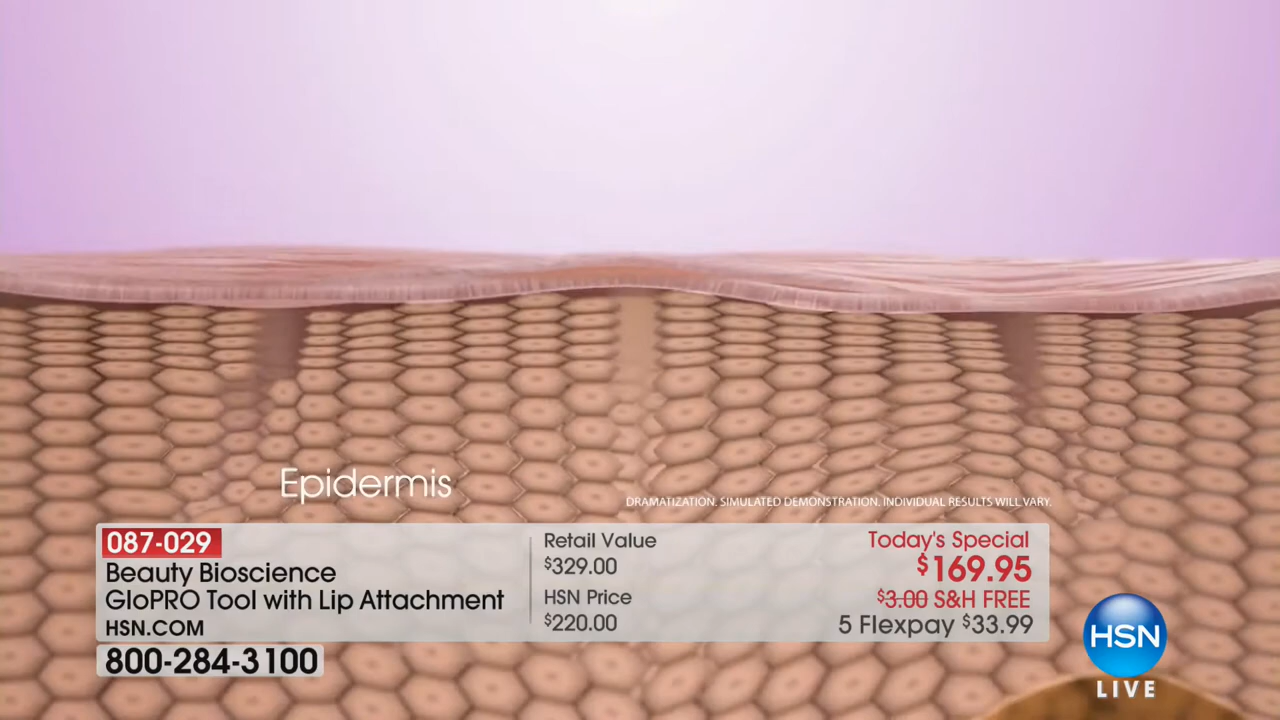 Epidermis
DRAMATIZATION. SIMULATED DEMONSTRATION. INDIVIDUAL RESULTS WILL VARY.
087-029
Beauty Bioscience
GloPRO Tool with Lip Attachment
HSN.COM
800-284-3100
Retail Value
$329.00
HSN Price
$220.00
Today's Special
$169.95
$3.00 S&H FREE
5 Flexpay $33.99
HSN
LIVE